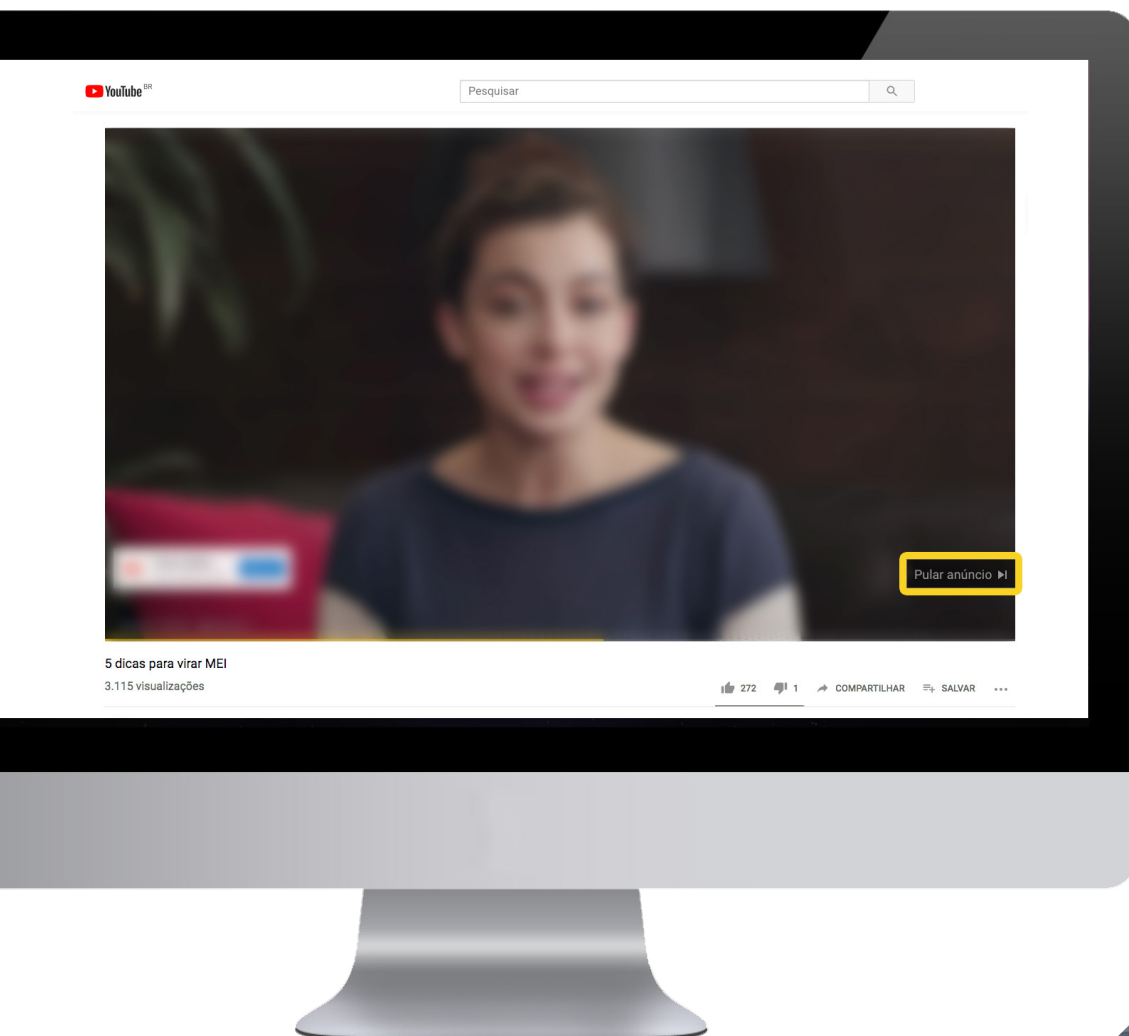 YouTube BR
Pesquisar
Pular anúncio
5 dicas para virar MEI
3.115 visualizações
272 1 COMPARTILHAR SALVAR